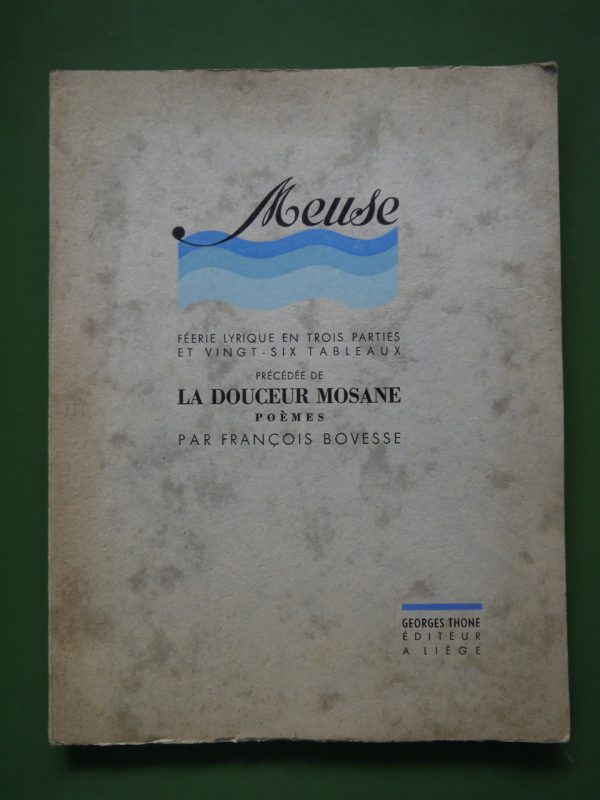 Meuse
FÉERIE LYRIQUE EN TROIS PARTIES
ET VINGT-SIX TABLEAUX
PRÉCÉDÉE DE
LA DOUCEUR MOSANE
POÈMES
PAR FRANÇOIS BOVESSE
GEORGES THONE
ÉDITEUR
A LIÈGE